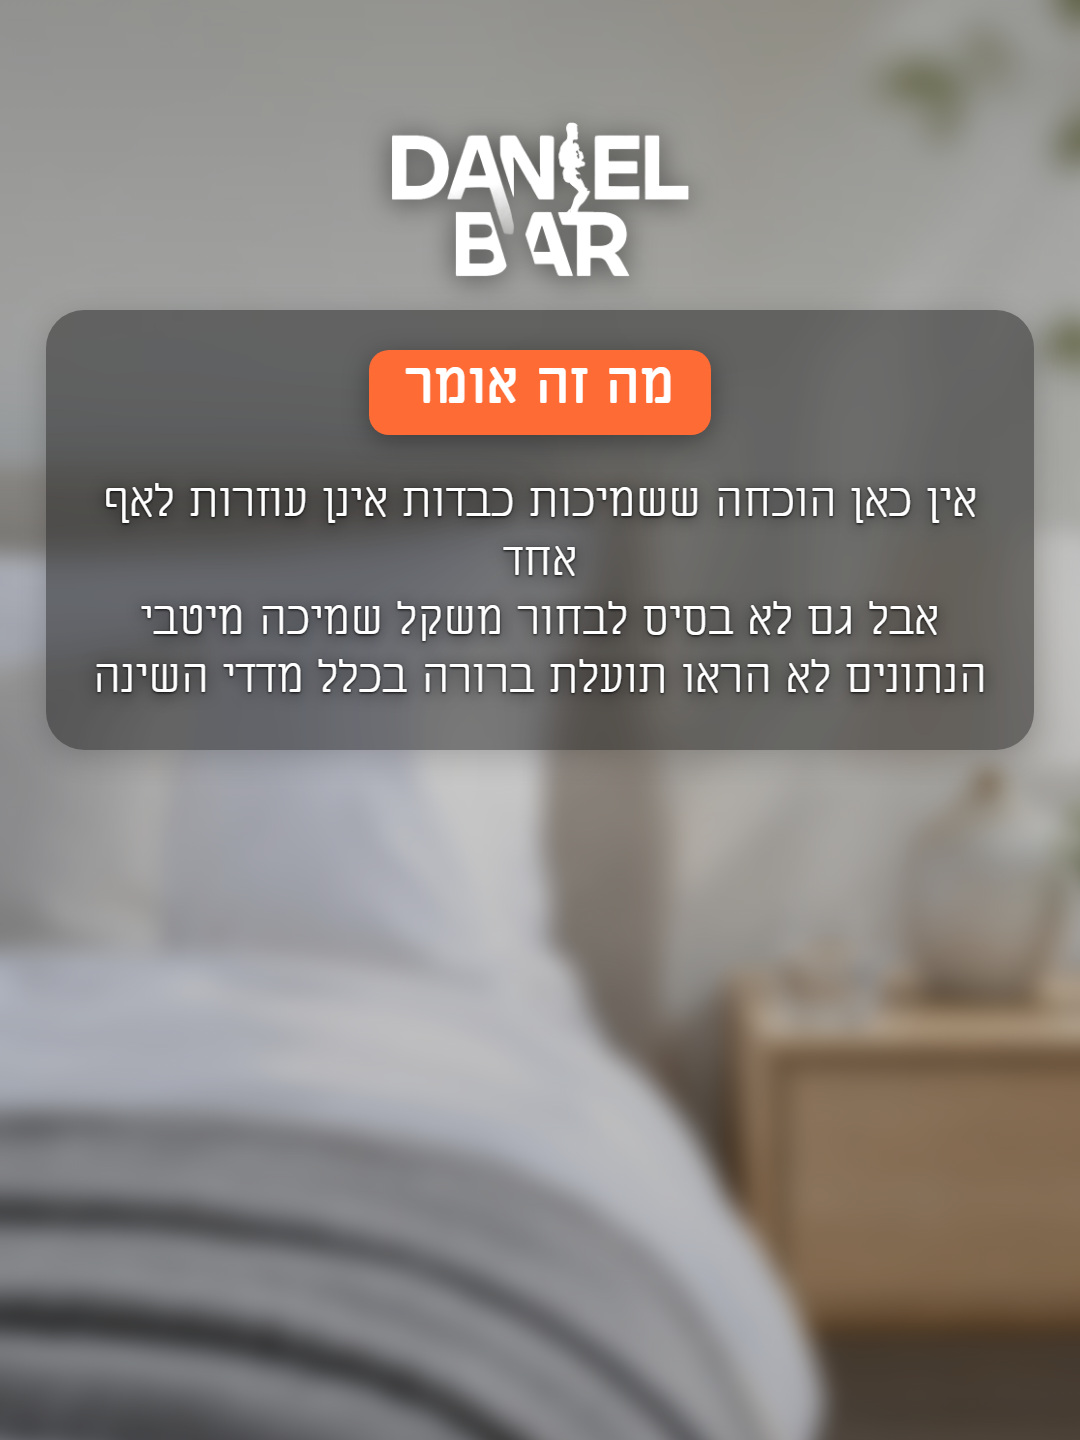 DANIEL
BAR
מה זה אומר
אין כאן הוכחה ששמיכות כבדות אינן עוזרות לאף
אחד
אבל גם לא בסיס לבחור משקל שמיכה מיטבי
הנתונים לא הראו תועלת ברורה בכלל מדדי השינה